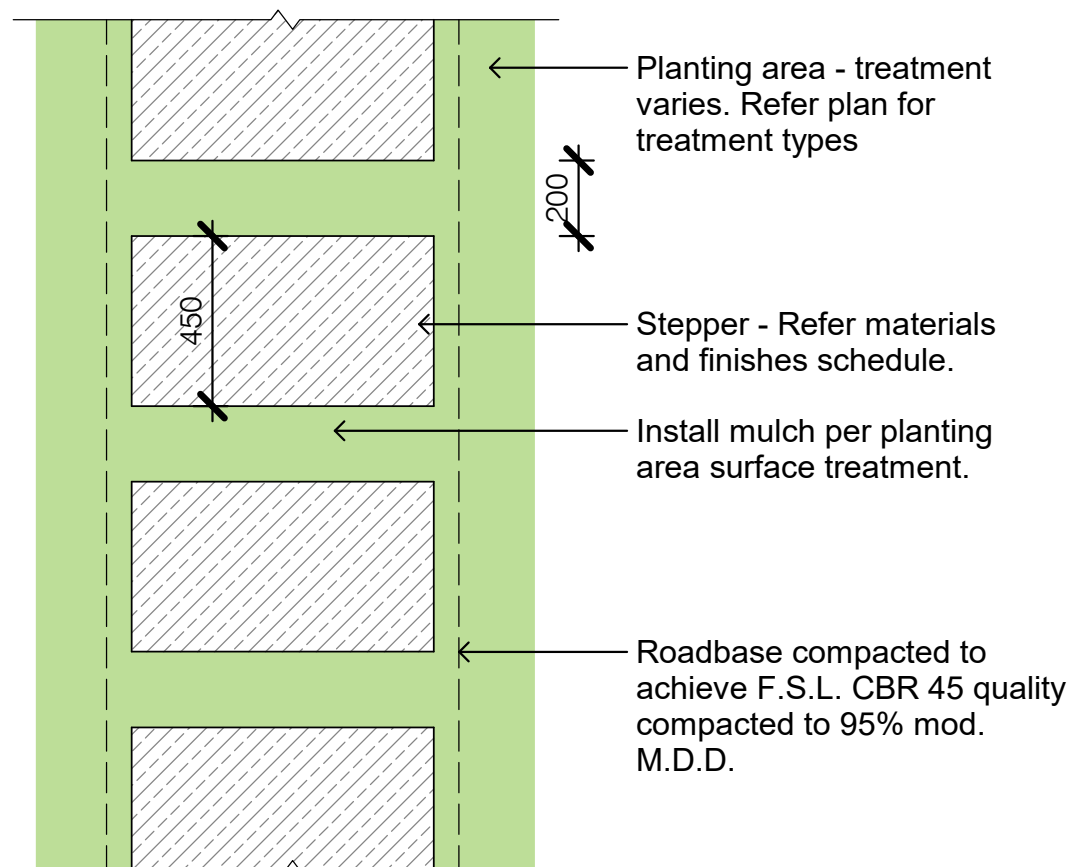 Planting area - treatment
varies. Refer plan for
treatment types
200
450
Stepper - Refer materials
and finishes schedule.
Install mulch per planting
area surface treatment.
Roadbase compacted to
achieve F.S.L. CBR 45 quality
compacted to 95% mod.
M.D.D.